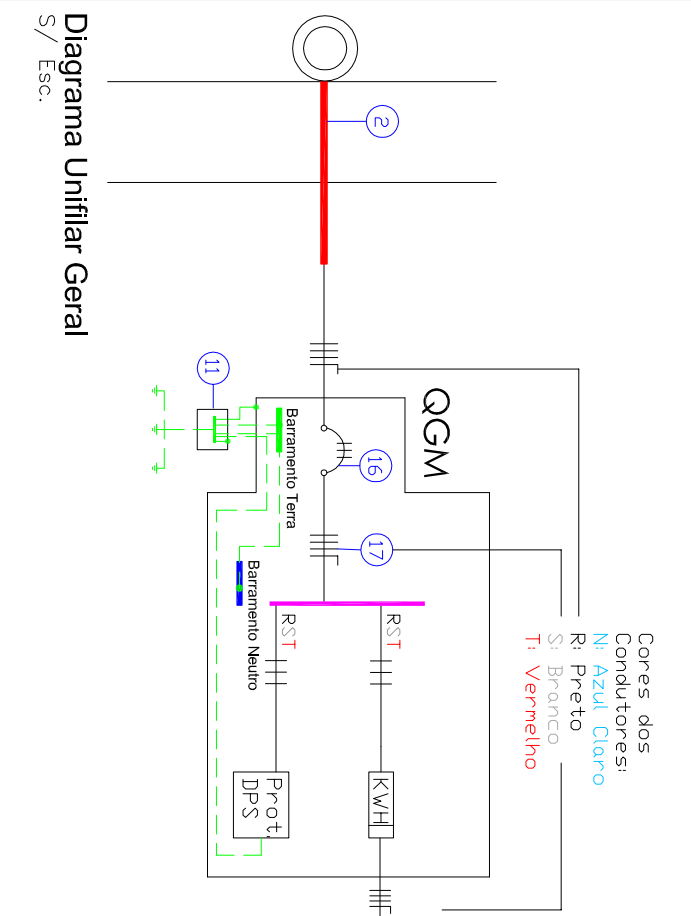 Diagrama Unifilar Geral
S/ Esc.
2
11
QGM
16
17
Barramento Terra
Barramento Neutro
RST
RST
KWH
Prot.
DPS
Cores dos
Condutores:
N: Azul Claro
R: Preto
S: Branco
T: Vermelho